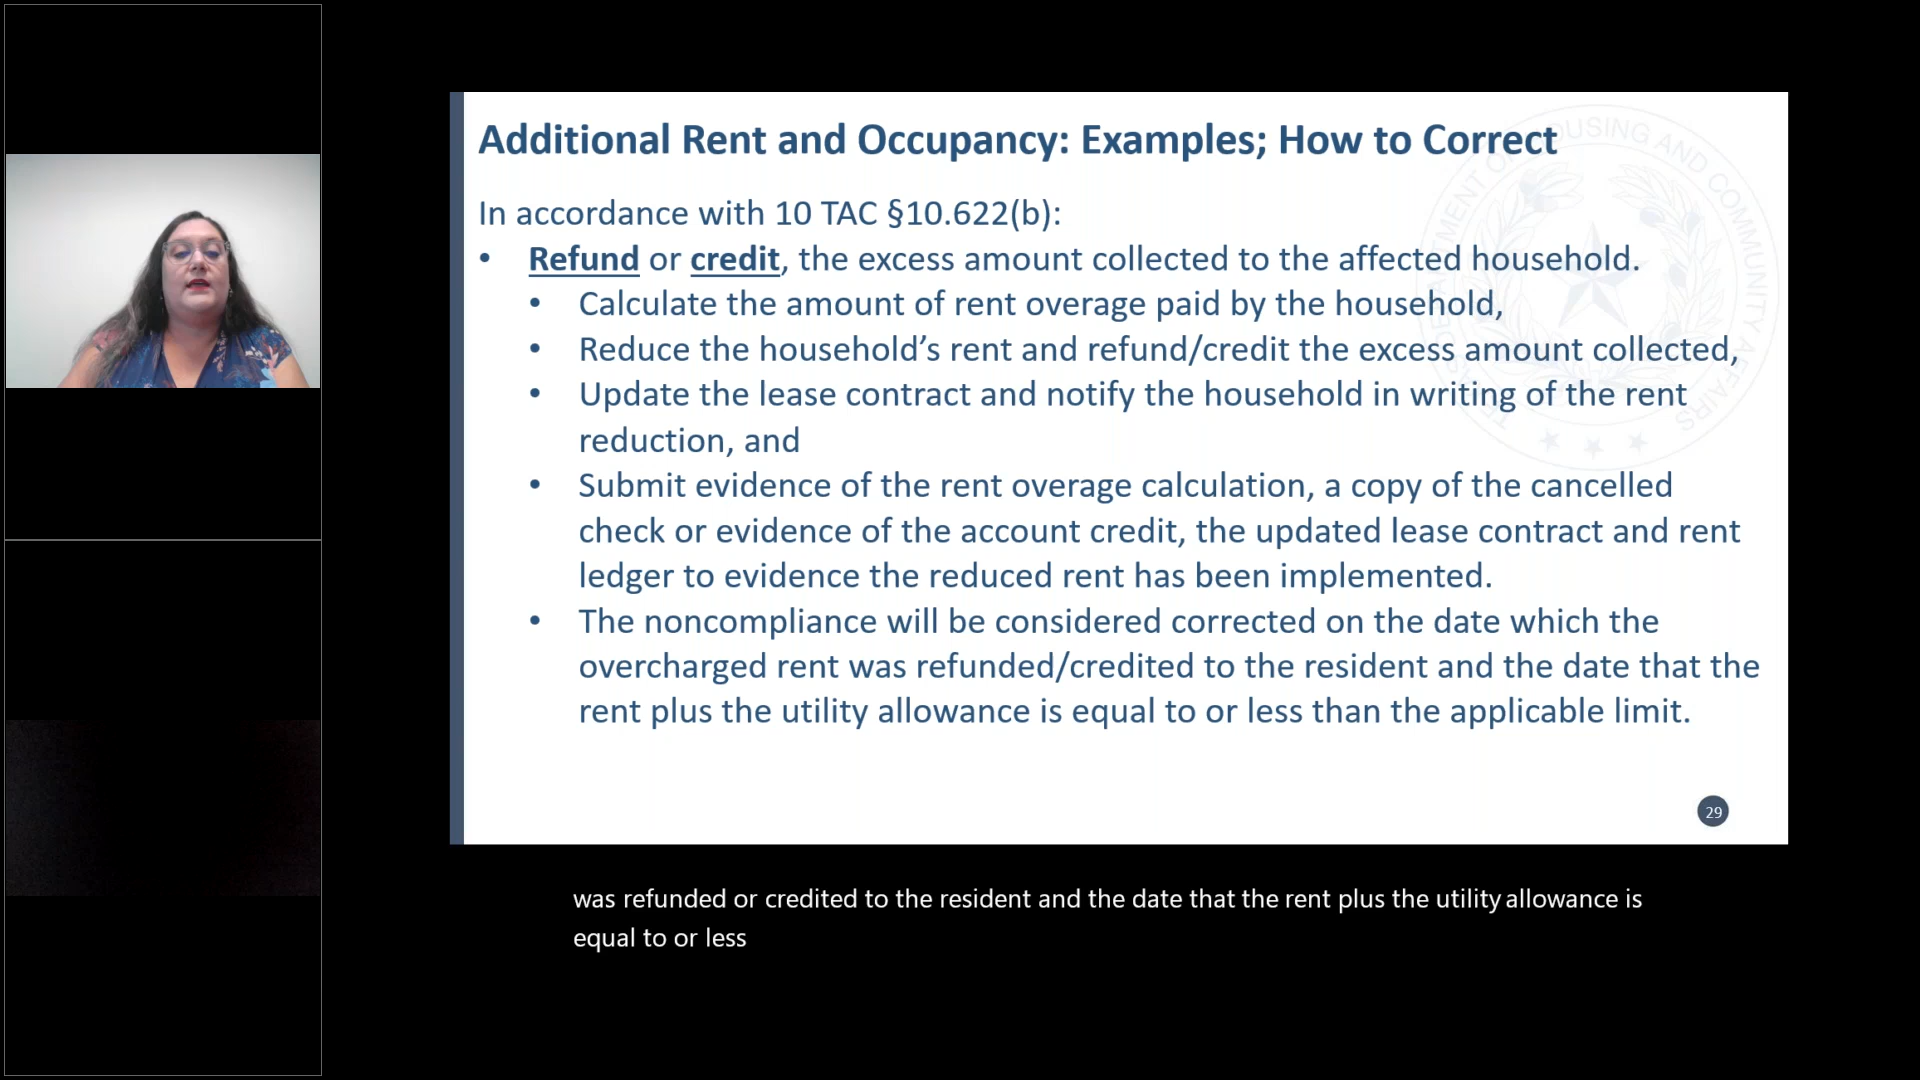 Additional Rent and Occupancy: Examples; How to Correct
In accordance with 10 TAC §10.622(b):
• Refund or credit, the excess amount collected to the affected household.
• Calculate the amount of rent overage paid by the household,
• Reduce the household’s rent and refund/credit the excess amount collected,
• Update the lease contract and notify the household in writing of the rent
reduction, and
• Submit evidence of the rent overage calculation, a copy of the cancelled
check or evidence of the account credit, the updated lease contract and rent
ledger to evidence the reduced rent has been implemented.
• The noncompliance will be considered corrected on the date which the
overcharged rent was refunded/credited to the resident and the date that the
rent plus the utility allowance is equal to or less than the applicable limit.
29
was refunded or credited to the resident and the date that the rent plus the utility allowance is
equal to or less